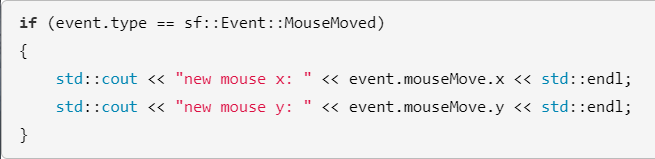 if (event.type == sf::Event::MouseMoved)
{
    std::cout << "new mouse x: " << event.mouseMove.x << std::endl;
    std::cout << "new mouse y: " << event.mouseMove.y << std::endl;
}